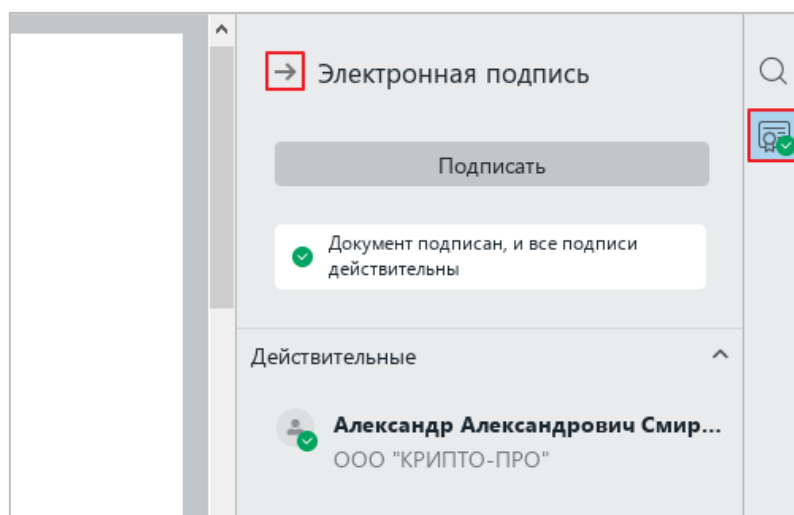 Электронная подпись
Подписать
Документ подписан, и все подписи
действительны
Действительные
Александр Александрович Смир...
ООО "КРИПТО-ПРО"